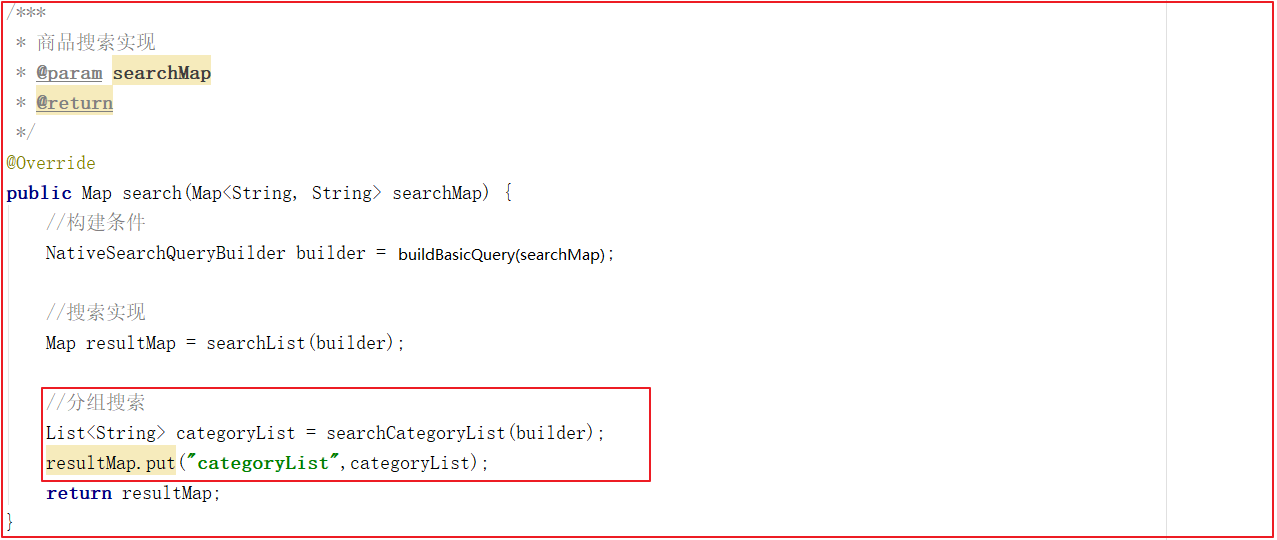 /***
 * 商品搜索实现
 * @param searchMap
 * @return
 */
@Override
public Map search(Map<String, String> searchMap) {
    //构建条件
    NativeSearchQueryBuilder builder = buildBasicQuery(searchMap);
    //搜索实现
    Map resultMap = searchList(builder);
    //分组搜索
    List<String> categoryList = searchCategoryList(builder);
    resultMap.put("categoryList",categoryList);
    return resultMap;
}